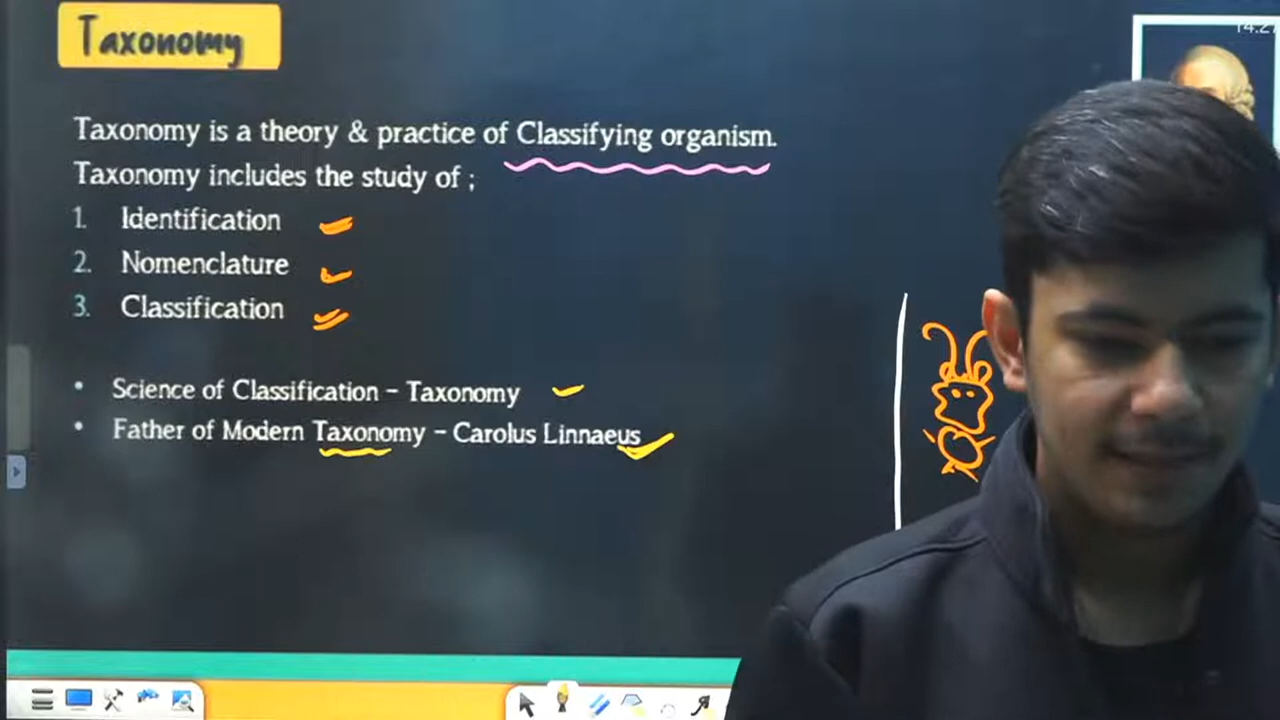 Taxonomy
Taxonomy is a theory & practice of Classifying organism.
Taxonomy includes the study of ;
1. Identification
2. Nomenclature
3. Classification
• Science of Classification – Taxonomy
• Father of Modern Taxonomy – Carolus Linnaeus